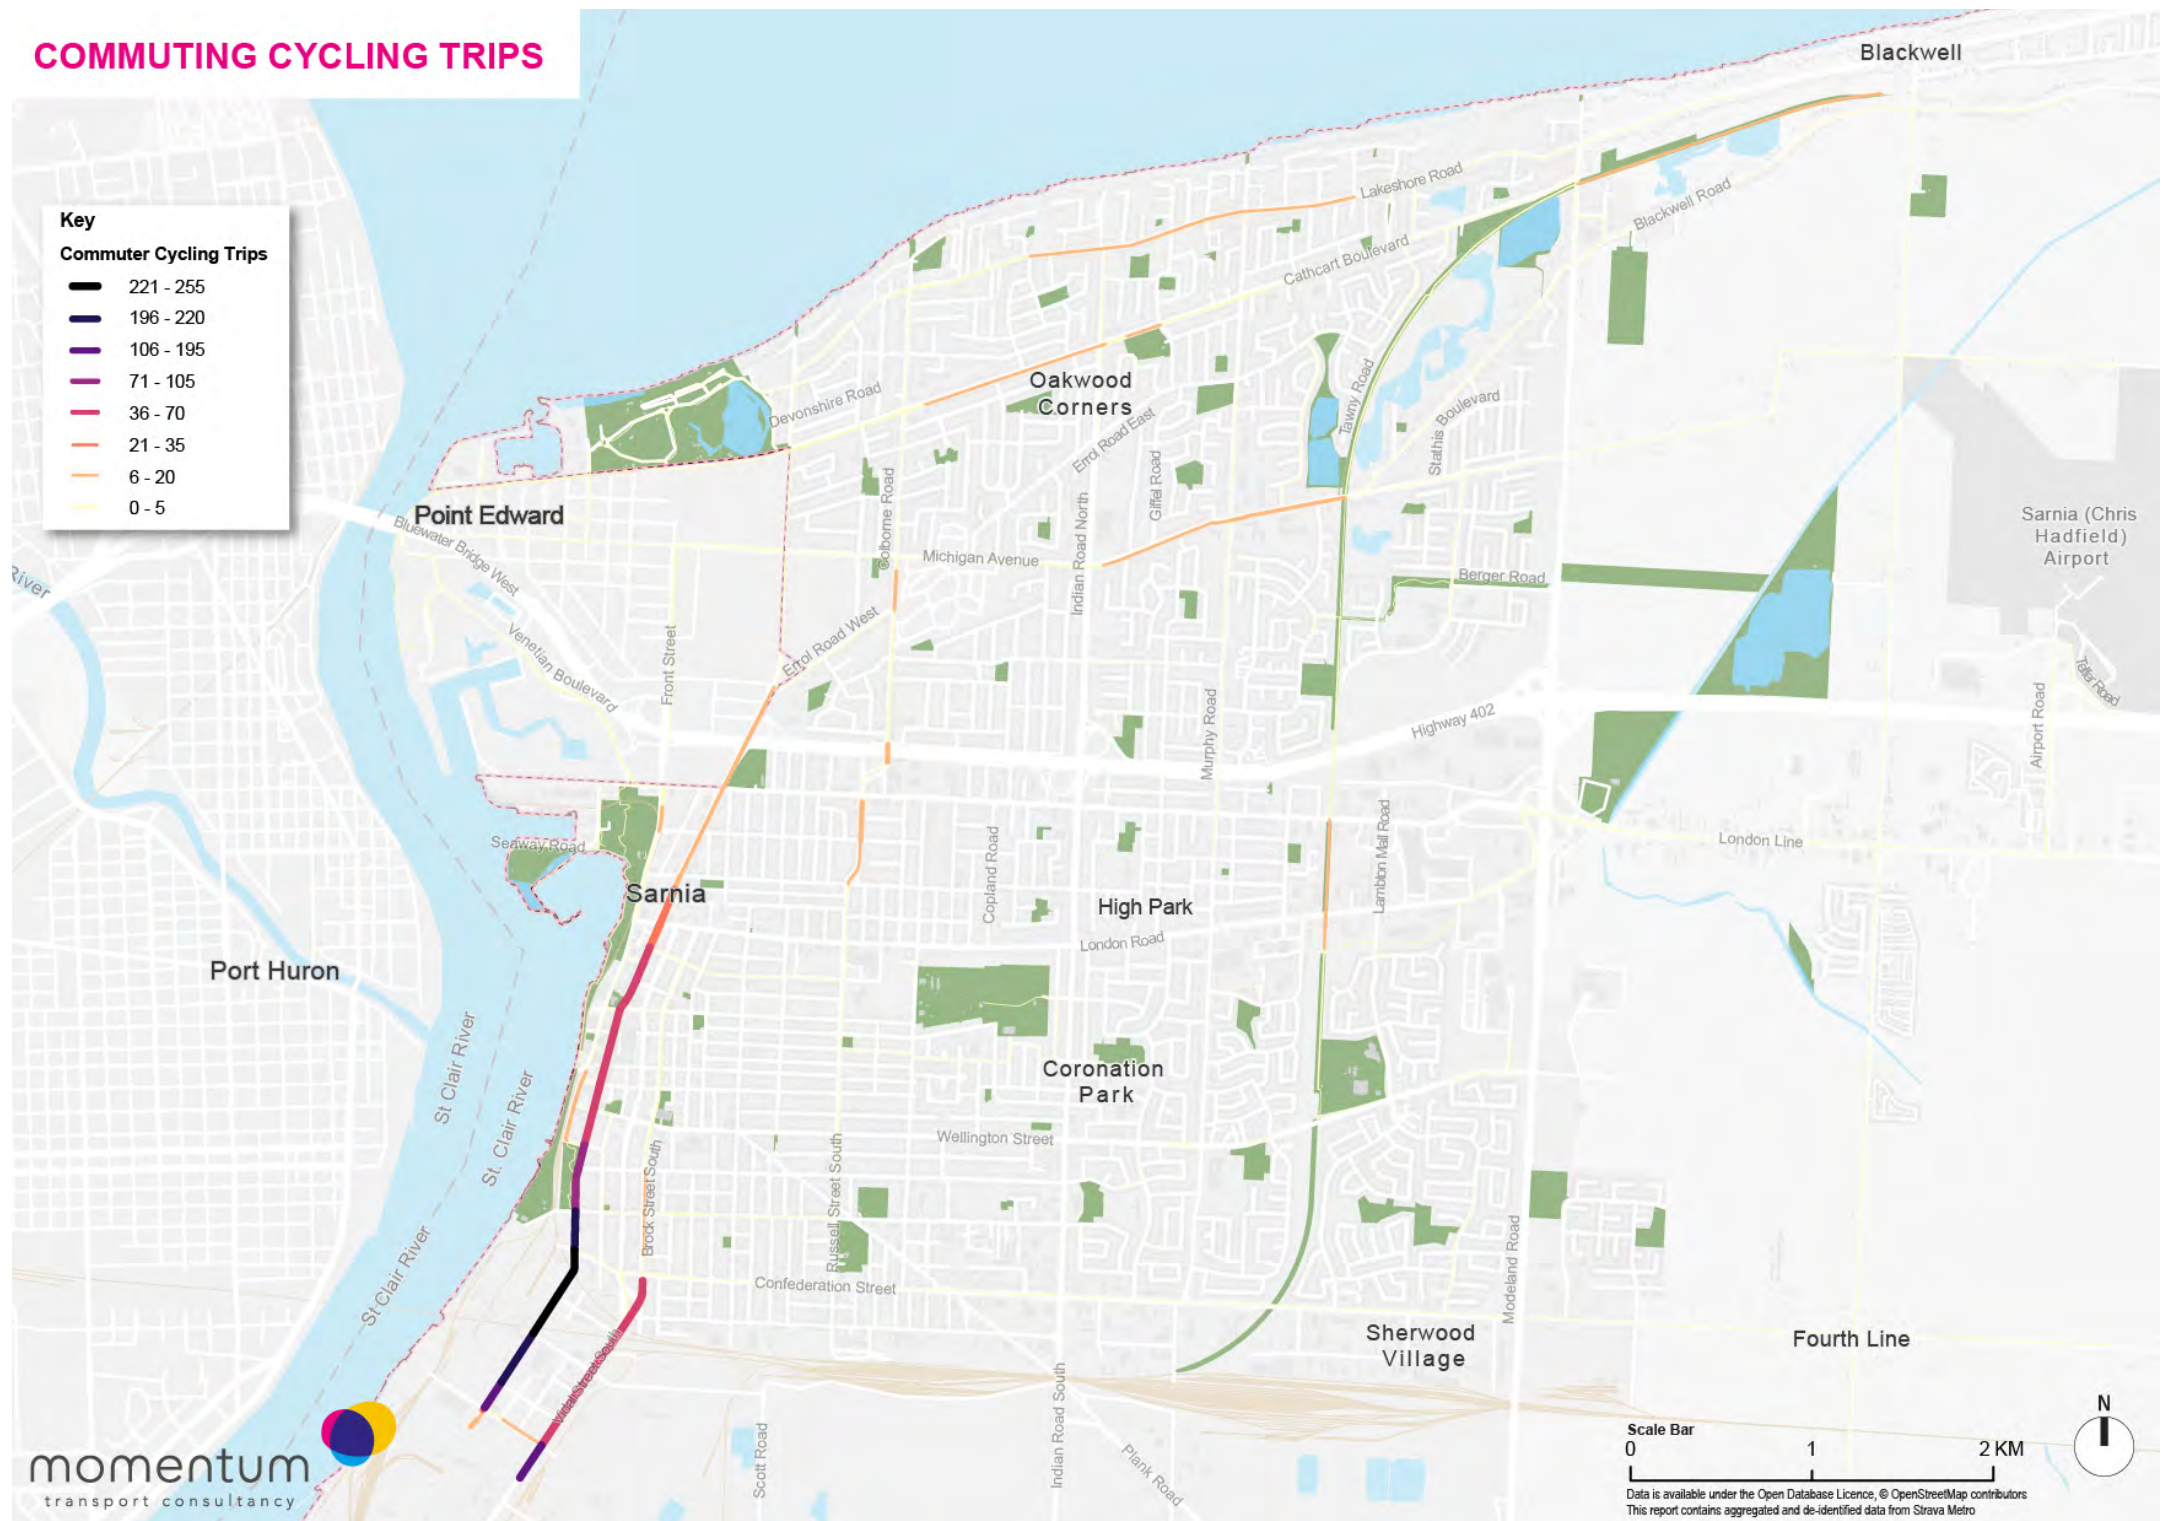 COMMUTING CYCLING TRIPS
Blackwell
Key
Commuter Cycling Trips
221 - 255
196 - 220
106 - 195
71 - 105
36 - 70
21 - 35
6 - 20
0 - 5
Lakeshore Road
Blackwell Road
Cathcart Boulevard
Oakwood
Corners
Devonshire Road
Errol Road East
Tawny Road
Stathis Boulevard
Giffel Road
Colborne Road
Indian Road North
Point Edward
Bluewater Bridge West
Michigan Avenue
Berger Road
Sarnia (Chris
Hadfield)
Airport
River
Venetian Boulevard
Front Street
Errol Road West
Murphy Road
Highway 402
Telfer Road
Airport Road
Seaway Road
Sarnia
Copland Road
High Park
Lambton Mall Road
London Line
London Road
Port Huron
St Clair River
St. Clair River
St Clair River
Coronation
Park
Wellington Street
Brock Street South
Russell Street South
Confederation Street
Modeland Road
Sherwood
Village
Fourth Line
Vidal Street South
Scott Road
Indian Road South
Plank Road
momentum
transport consultancy
N
Scale Bar
0 1 2 KM
Data is available under the Open Database Licence, © OpenStreetMap contributors
This report contains aggregated and de-identified data from Strava Metro